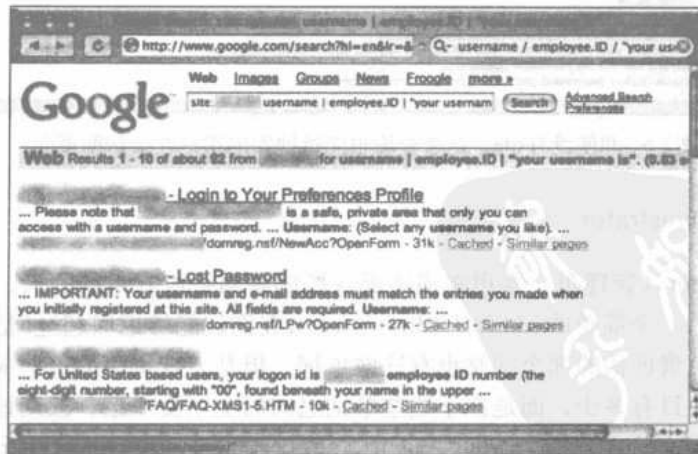 username | employee.ID | "your
http://www.google.com/search?hl=en&lr=& Q- username / employee.ID / "your us
Web Images Groups News Froogle more »
Google
site username | employee.ID | "your usernam Search Advanced Search
Preferences
Web Results 1 - 10 of about 92 from for username | employee.ID | "your username is". (0.83 s
- Login to Your Preferences Profile
... Please note that is a safe, private area that only you can
access with a username and password. ... Username: (Select any username you like). ...
/domreg.nsf/NewAcc?OpenForm - 31k - Cached - Similar pages
- Lost Password
... IMPORTANT: Your username and e-mail address must match the entries you made when
you initially registered at this site. All fields are required. Username: ...
domreg.nsf/LPw?OpenForm - 27k - Cached - Similar pages
... For United States based users, your logon id is employee ID number (the
eight-digit number, starting with "00", found beneath your name in the upper ...
/FAQ/FAQ-XMS1-5.HTM - 10k - Cached - Similar pages